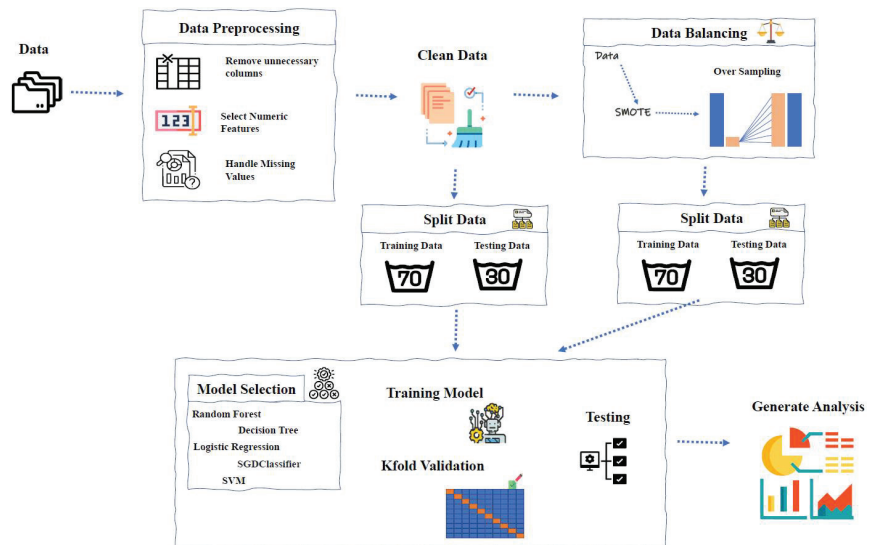 Data
Data Preprocessing
Remove unnecessary
columns
123
Select Numeric
Features
Handle Missing
Values
?
Clean Data
Data Balancing
Data
SMOTE
Over Sampling
Split Data
Training Data
Testing Data
70
30
Split Data
Training Data
Testing Data
70
30
Model Selection
Random Forest
Decision Tree
Logistic Regression
SGDClassifier
SVM
Training Model
Kfold Validation
Testing
Generate Analysis